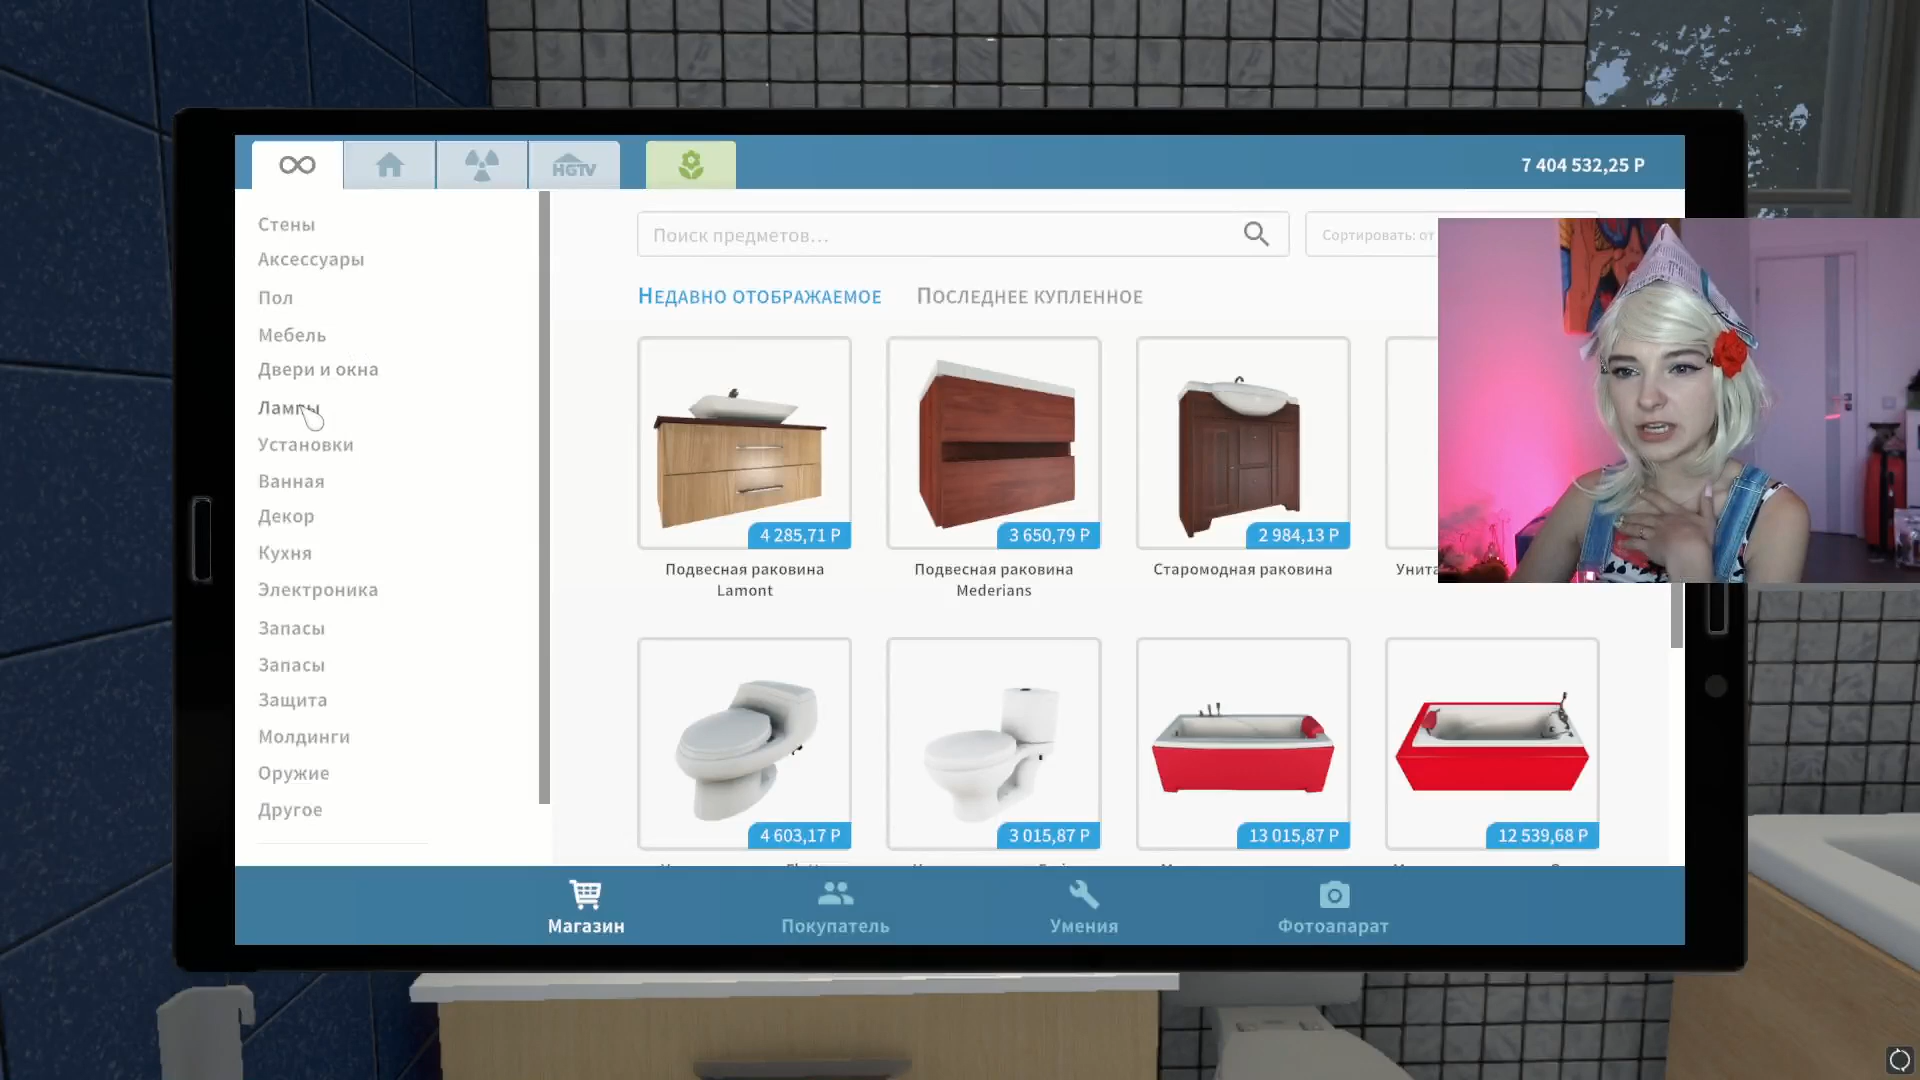 HGTV
7 404 532,25 Р
Стены
Аксессуары
Пол
Мебель
Двери и окна
Лампы
Установки
Ванная
Декор
Кухня
Электроника
Запасы
Запасы
Защита
Молдинги
Оружие
Другое
Поиск предметов...
Сортировать: от
Недавно отображаемое
Последнее купленное
4 285,71 Р
3 650,79 Р
2 984,13 Р
Подвесная раковина
Lamont
Подвесная раковина
Mederians
Старомодная раковина
4 603,17 Р
3 015,87 Р
13 015,87 Р
12 539,68 Р
Магазин
Покупатель
Умения
Фотоаппарат